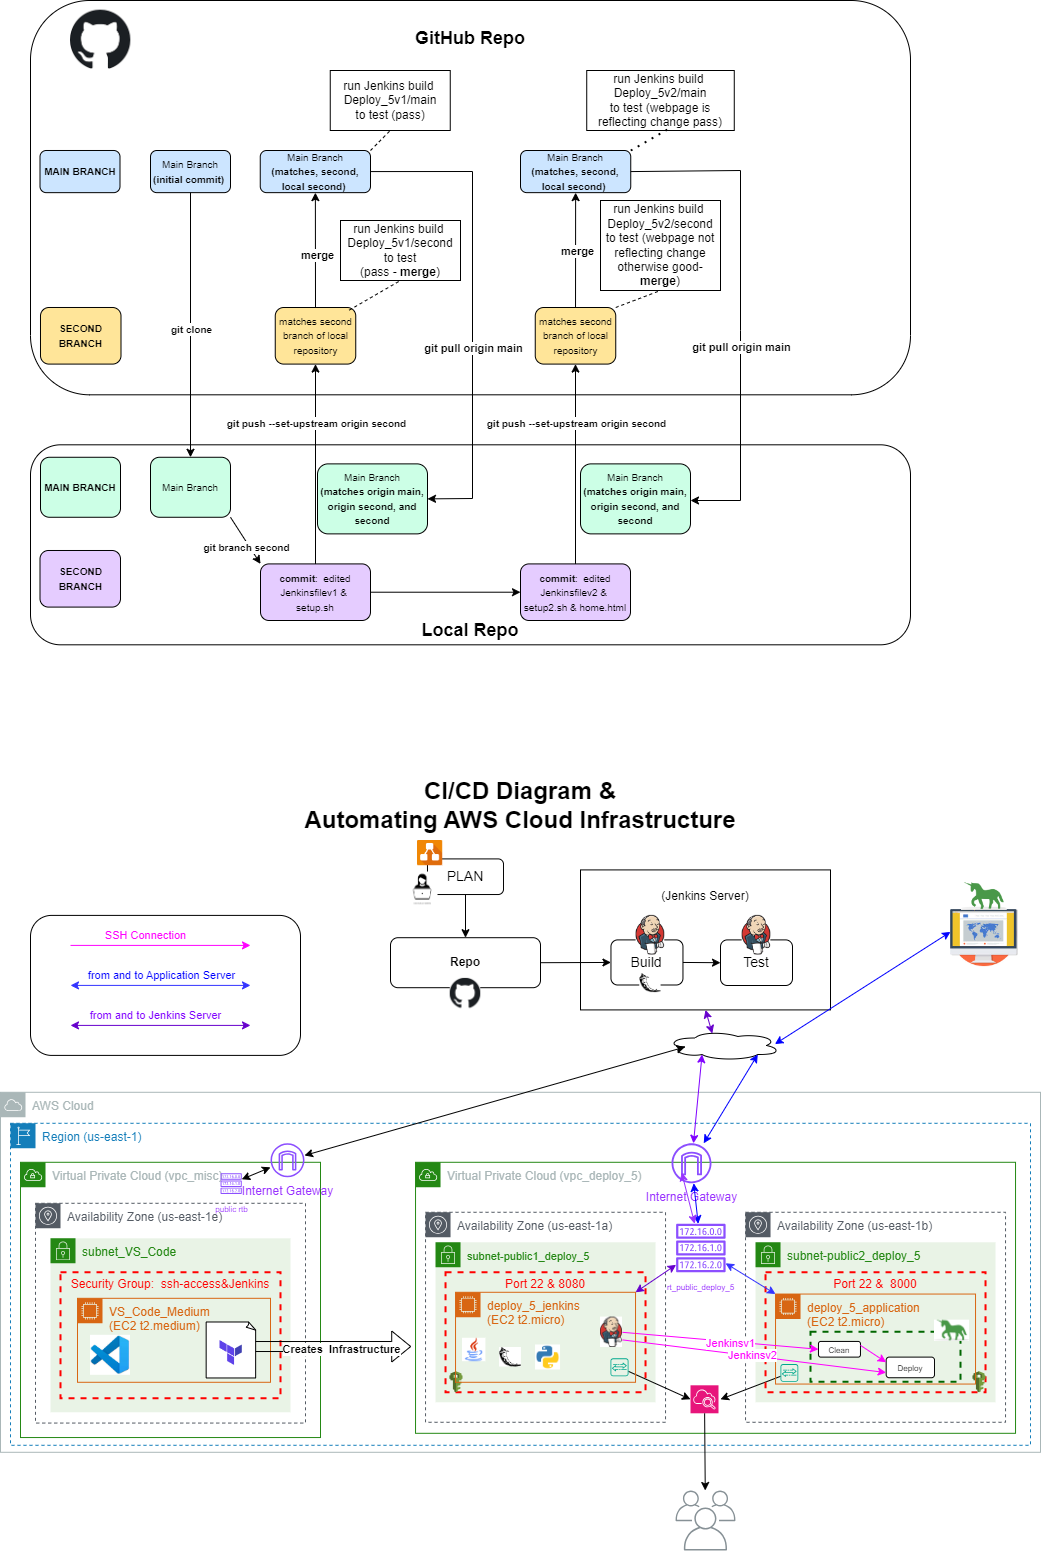 GitHub Repo
run Jenkins build
Deploy_5v1/main
to test (pass)
run Jenkins build
Deploy_5v2/main
to test (webpage is
reflecting change pass)
MAIN BRANCH
Main Branch
(initial commit)
Main Branch
(matches, second,
local second)
Main Branch
(matches, second,
local second)
merge
run Jenkins build
Deploy_5v1/second
to test
(pass - merge)
merge
run Jenkins build
Deploy_5v2/second
to test (webpage not
reflecting change
otherwise good-
merge)
SECOND
BRANCH
git clone
matches second
branch of local
repository
git pull origin main
matches second
branch of local
repository
git pull origin main
git push --set-upstream origin second
git push --set-upstream origin second
MAIN BRANCH
Main Branch
Main Branch
(matches origin main,
origin second, and
second
Main Branch
(matches origin main,
origin second, and
second
git branch second
SECOND
BRANCH
commit: edited
Jenkinsfilev1 &
setup.sh
commit: edited
Jenkinsfilev2 &
setup2.sh & home.html
Local Repo
CI/CD Diagram &
Automating AWS Cloud Infrastructure
PLAN
(Jenkins Server)
Repo
Build
Test
SSH Connection
from and to Application Server
from and to Jenkins Server
AWS Cloud
Region (us-east-1)
Virtual Private Cloud (vpc_misc)
Internet Gateway
public rtb
Availability Zone (us-east-1e)
subnet_VS_Code
Security Group: ssh-access&Jenkins
VS_Code_Medium
(EC2 t2.medium)
Creates Infrastructure
Virtual Private Cloud (vpc_deploy_5)
Internet Gateway
172.16.0.0
172.16.1.0
172.16.2.0
rt_public_deploy_5
Availability Zone (us-east-1a)
subnet-public1_deploy_5
Port 22 & 8080
deploy_5_jenkins
(EC2 t2.micro)
Availability Zone (us-east-1b)
subnet-public2_deploy_5
Port 22 & 8000
deploy_5_application
(EC2 t2.micro)
Jenkinsv1
Jenkinsv2
Clean
Deploy